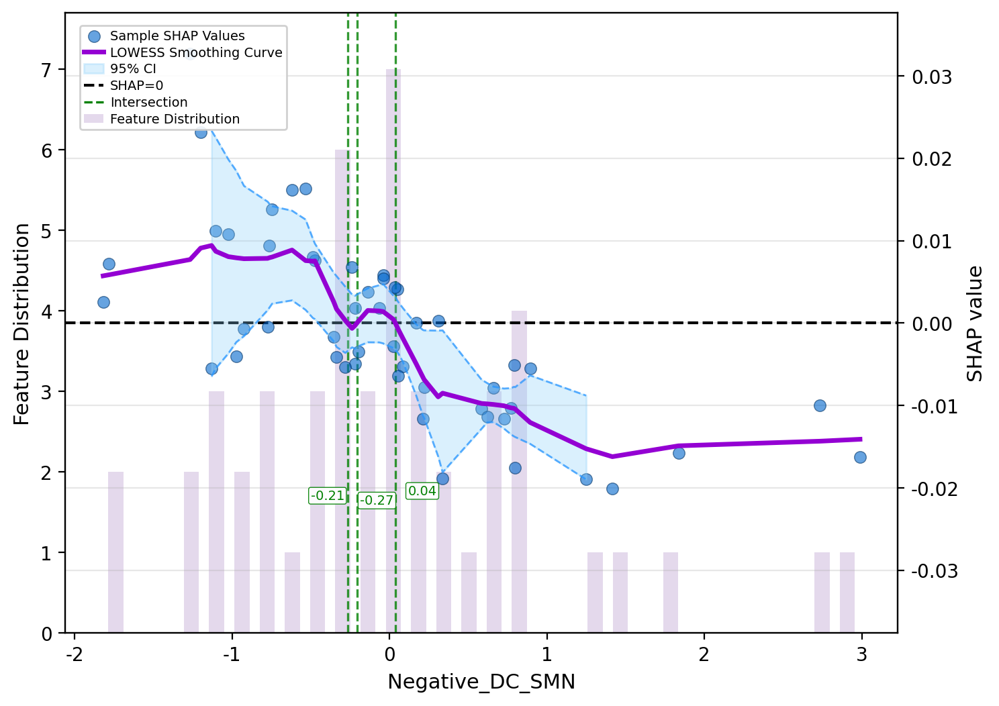 Sample SHAP Values
LOWESS Smoothing Curve
95% CI
SHAP=0
Intersection
Feature Distribution
7
6
5
4
3
2
1
0
Feature Distribution
0.03
0.02
0.01
0.00
-0.01
-0.02
-0.03
SHAP value
-0.21
-0.27
0.04
-2
-1
0
1
2
3
Negative_DC_SMN